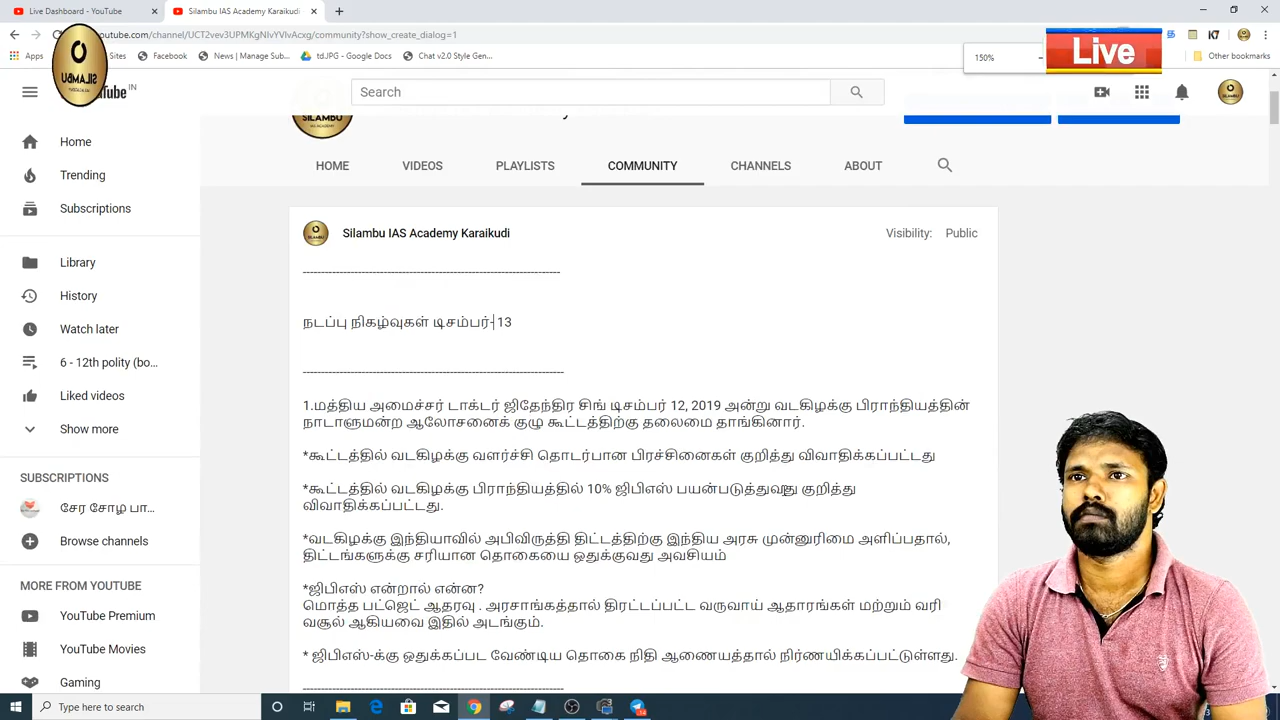 Live Dashboard - YouTube
Silambu IAS Academy Karaikudi
utube.com/channel/UCT2vev3UPMKgNIvYVIvAcxg/community?show_create_dialog=1
Apps
Sites
Facebook
News | Manage Sub...
tdJPG - Google Docs
Chat v2.0 Style Gen...
Other bookmarks
150%
Live
SILAMBU
Tube IN
Search
SILAMBU
HOME
VIDEOS
PLAYLISTS
COMMUNITY
CHANNELS
ABOUT
Home
Trending
Subscriptions
Library
History
Watch later
6 - 12th polity (bo...
Liked videos
Show more
SUBSCRIPTIONS
சேர சோழ பா...
Browse channels
MORE FROM YOUTUBE
YouTube Premium
YouTube Movies
Gaming
Silambu IAS Academy Karaikudi
Visibility: Public
----------------------------------------------------------------------
நடப்பு நிகழ்வுகள் டிசம்பர்-13
-----------------------------------------------------------------------
1.மத்திய அமைச்சர் டாக்டர் ஜிதேந்திர சிங் டிசம்பர் 12, 2019 அன்று வடகிழக்கு பிராந்தியத்தின்
நாடாளுமன்ற ஆலோசனைக் குழு கூட்டத்திற்கு தலைமை தாங்கினார்.
*கூட்டத்தில் வடகிழக்கு வளர்ச்சி தொடர்பான பிரச்சினைகள் குறித்து விவாதிக்கப்பட்டது
*கூட்டத்தில் வடகிழக்கு பிராந்தியத்தில் 10% ஜிபிஎஸ் பயன்படுத்துவது குறித்து
விவாதிக்கப்பட்டது.
*வடகிழக்கு இந்தியாவில் அபிவிருத்தி திட்டத்திற்கு இந்திய அரசு முன்னுரிமை அளிப்பதால்,
திட்டங்களுக்கு சரியான தொகையை ஒதுக்குவது அவசியம்
*ஜிபிஎஸ் என்றால் என்ன?
மொத்த பட்ஜெட் ஆதரவு . அரசாங்கத்தால் திரட்டப்பட்ட வருவாய் ஆதாரங்கள் மற்றும் வரி
வசூல் ஆகியவை இதில் அடங்கும்.
* ஜிபிஎஸ்-க்கு ஒதுக்கப்பட வேண்டிய தொகை நிதி ஆணையத்தால் நிர்ணயிக்கப்பட்டுள்ளது.
-----------------------------------------------------------------------
Type here to search